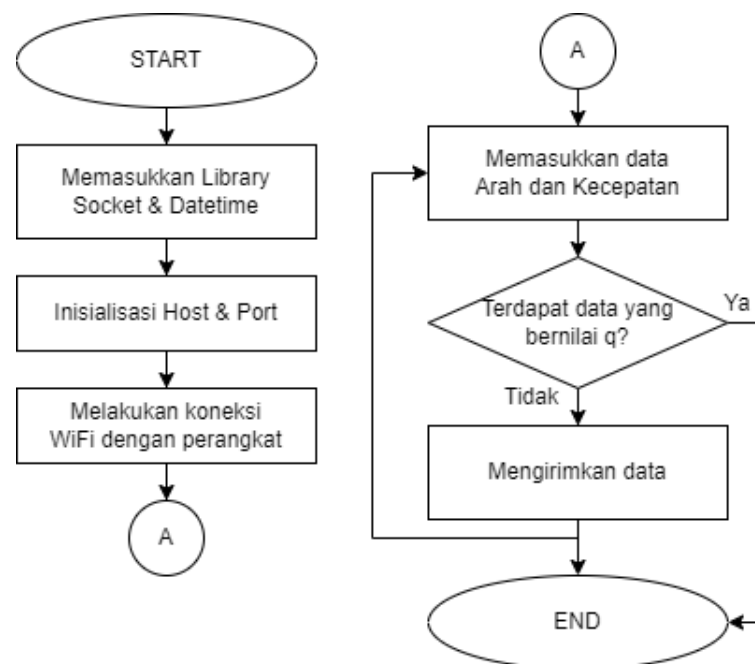 START
Memasukkan Library
Socket & Datetime
Inisialisasi Host & Port
Melakukan koneksi
WiFi dengan perangkat
A
A
Memasukkan data
Arah dan Kecepatan
Terdapat data yang
bernilai q?
Ya
Tidak
Mengirimkan data
END